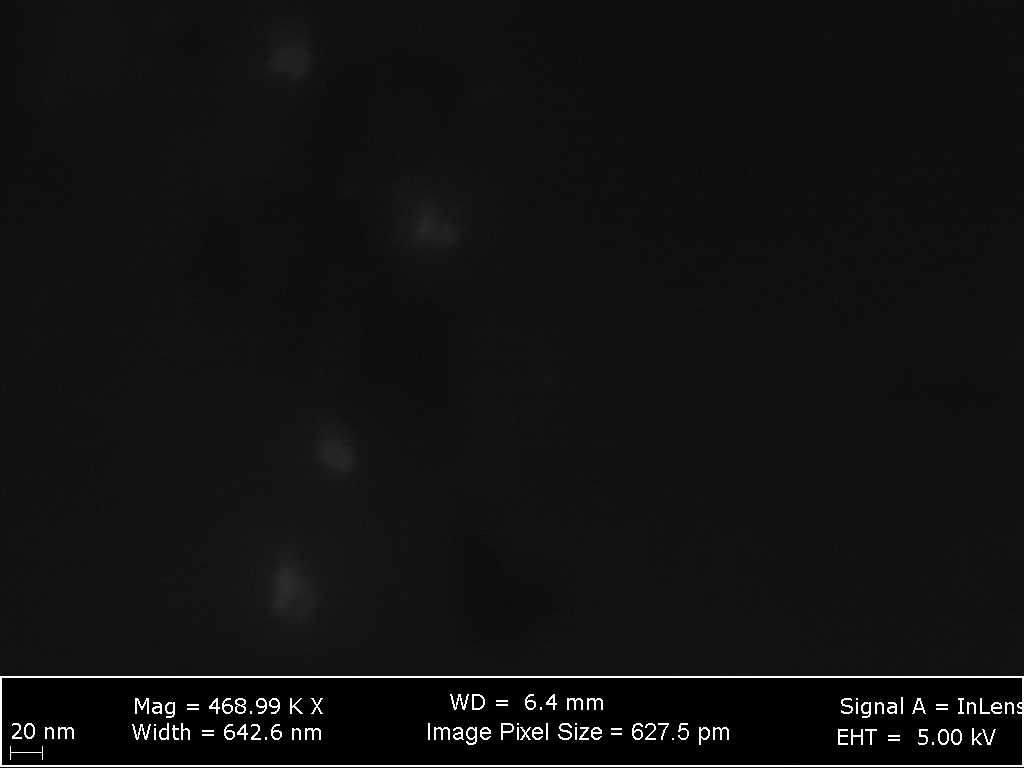 20 nm
Mag = 468.99 K X
Width = 642.6 nm
WD = 6.4 mm
Image Pixel Size = 627.5 pm
Signal A = InLens
EHT = 5.00 kV